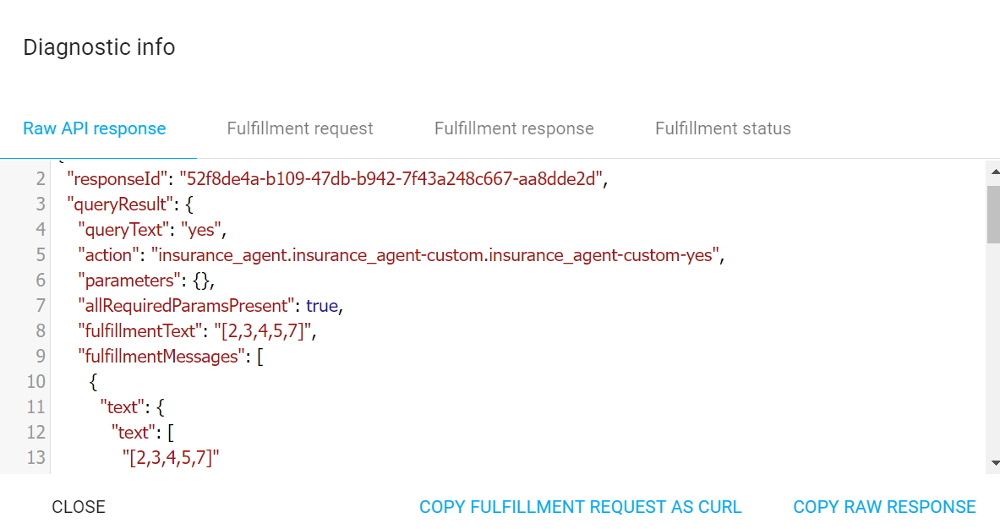 Diagnostic info
Raw API response Fulfillment request Fulfillment response Fulfillment status
2 "responseId": "52f8de4a-b109-47db-b942-7f43a248c667-aa8dde2d",
3 "queryResult": {
4 "queryText": "yes",
5 "action": "insurance_agent.insurance_agent-custom.insurance_agent-custom-yes",
6 "parameters": {},
7 "allRequiredParamsPresent": true,
8 "fulfillmentText": "[2,3,4,5,7]",
9 "fulfillmentMessages": [
10 {
11 "text": {
12 "text": [
13 "[2,3,4,5,7]"
CLOSE COPY FULFILLMENT REQUEST AS CURL COPY RAW RESPONSE